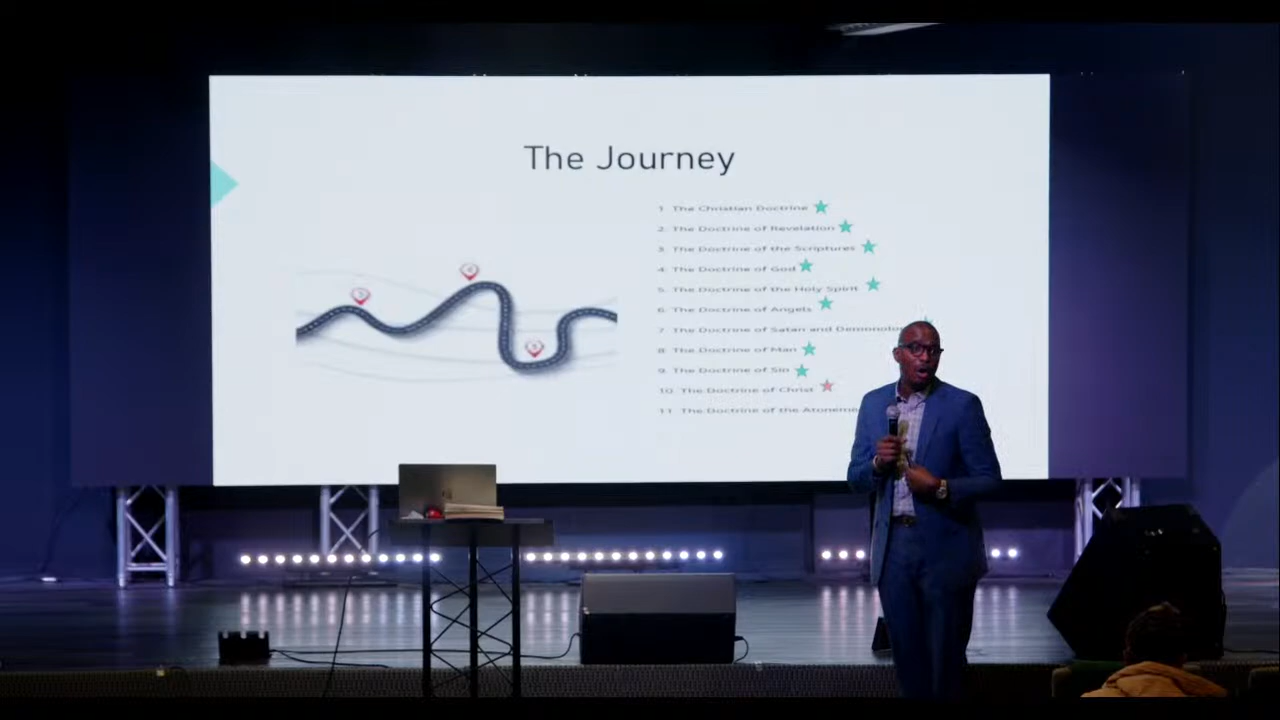 The Journey
1. The Christian Doctrine
2. The Doctrine of Revelation
3. The Doctrine of the Scriptures
4. The Doctrine of God
5. The Doctrine of the Holy Spirit
6. The Doctrine of Angels
7. The Doctrine of Satan and
8. The Doctrine of Man
9. The Doctrine of Sin
10. The Doctrine of Christ
11. The Doctrine of the